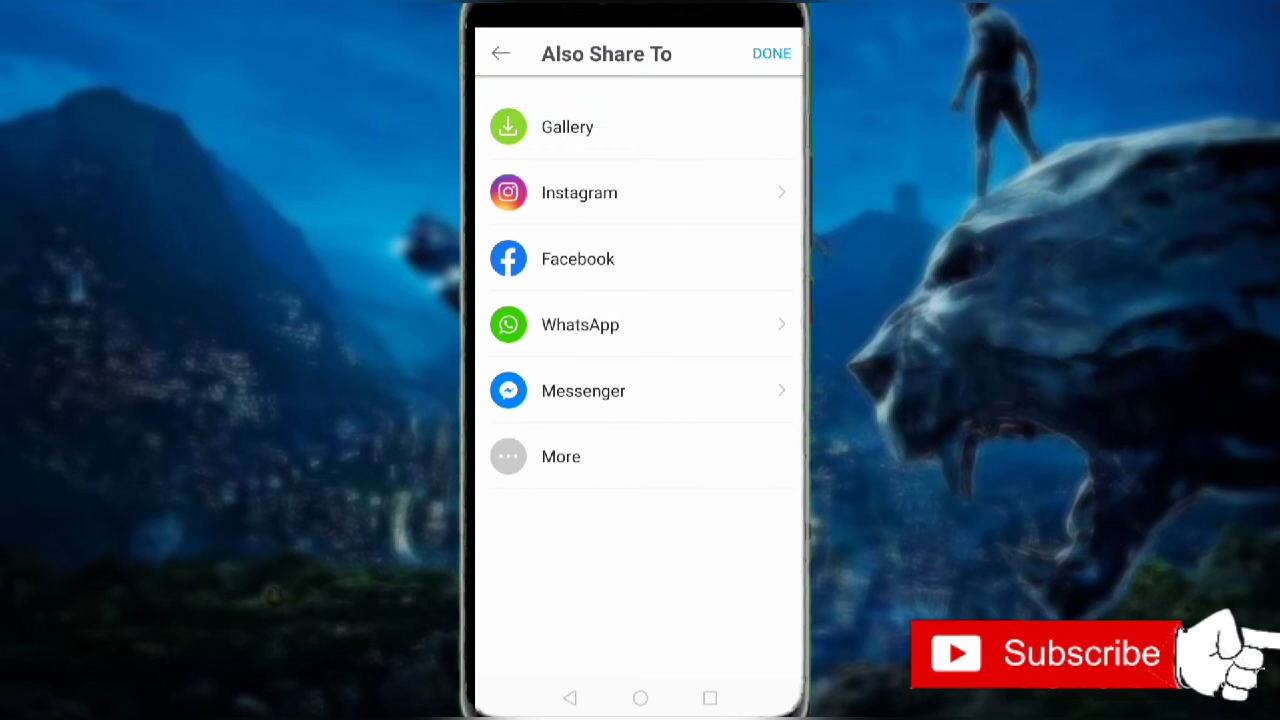 Also Share To
DONE
Gallery
Instagram
Facebook
WhatsApp
Messenger
More
Subscribe